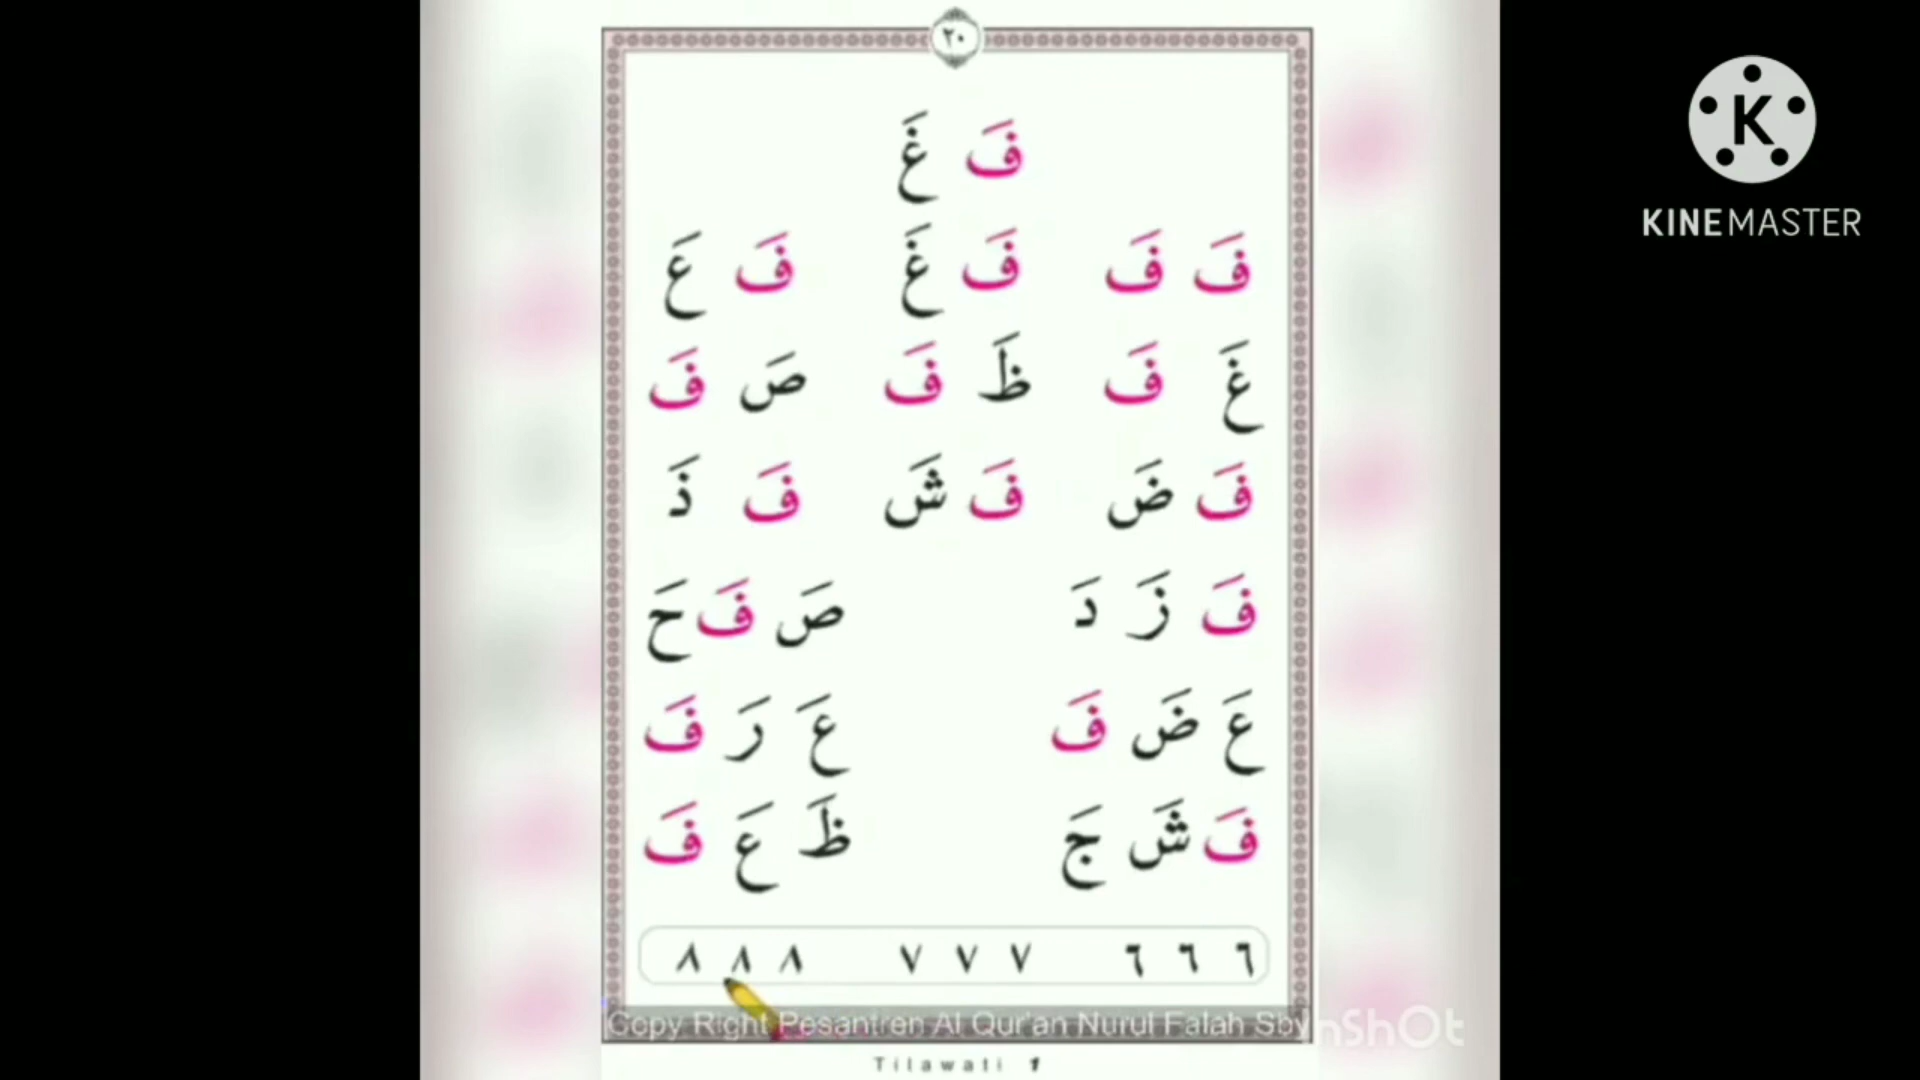 ٢٠
فَ غَ
فَ فَ فَ غَ فَ عَ
غَ فَ ظَ فَ صَ فَ
فَ ضَ فَ شَ فَ ذَ
فَ زَ دَ صَ فَ حَ
عَ ضَ فَ عَ رَ فَ
فَ شَ جَ ظَ عَ فَ
٦ ٦ ٦ ٧ ٧ ٧ ٨ ٨ ٨
Copy Right Pesantren Al Qur'an Nurul Falah Sby
Tilawati 1
K
KINEMASTER